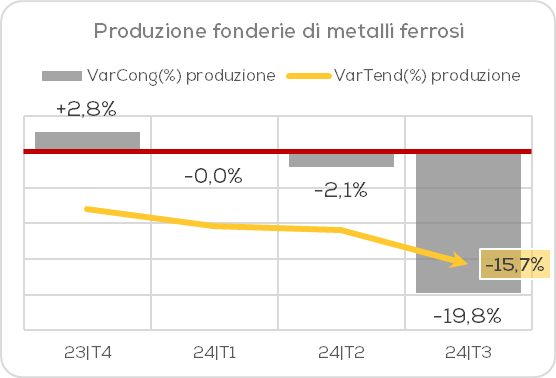 Produzione fonderie di metalli ferrosi
VarCong(%) produzione VarTend(%) produzione
+2,8%
-0,0%
-2,1%
-15,7%
-19,8%
23|T4 24|T1 24|T2 24|T3